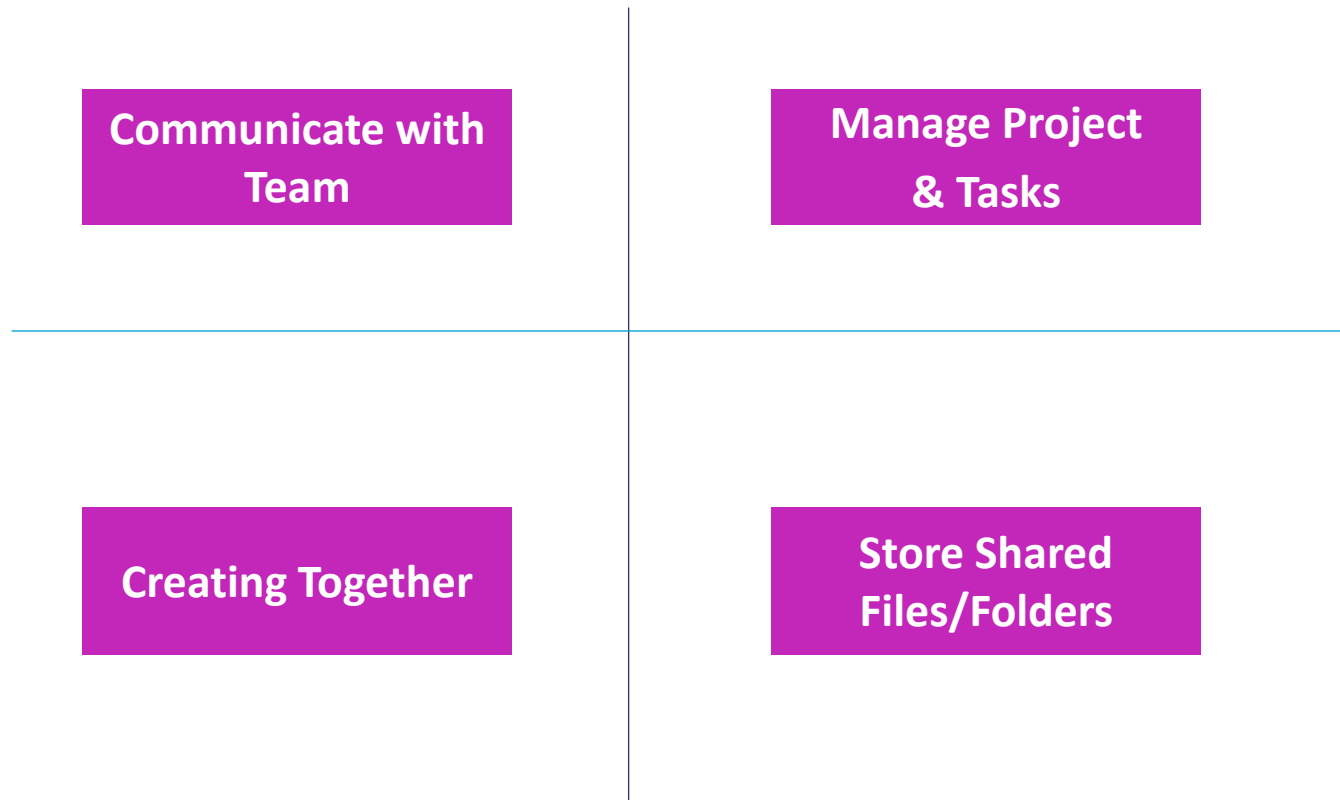 Communicate with
Team
Manage Project
& Tasks
Creating Together
Store Shared
Files/Folders